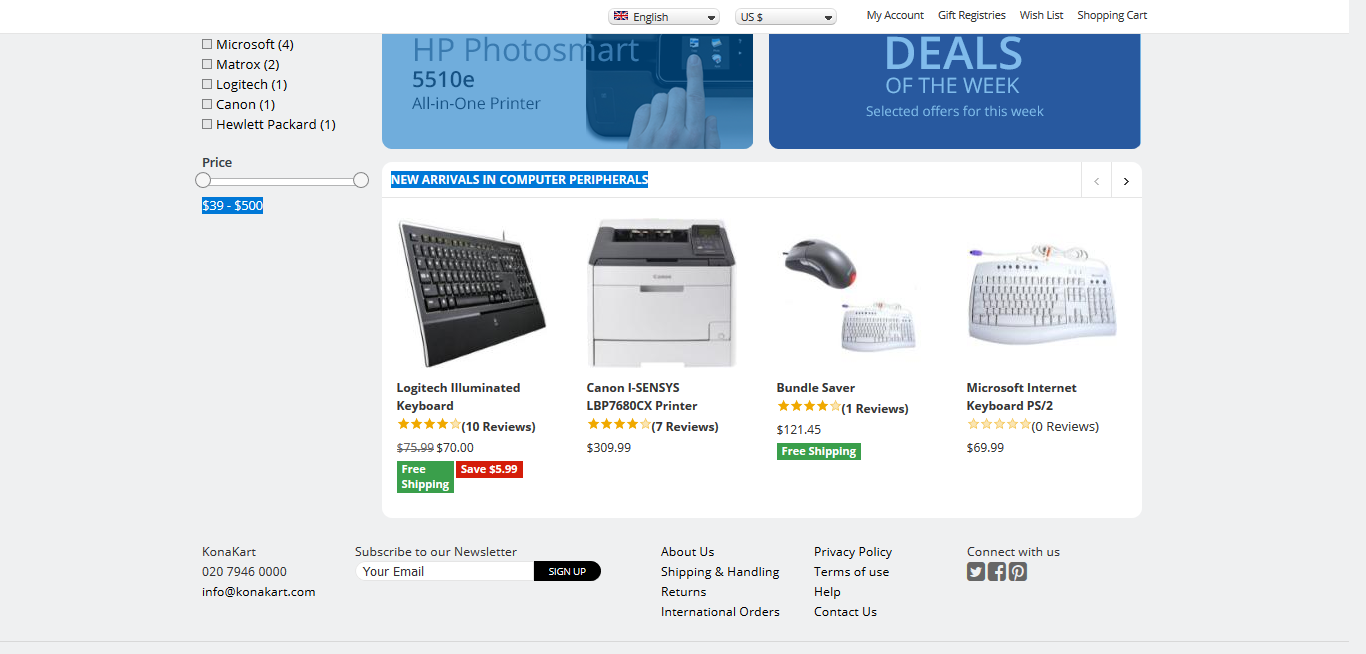 English
US $
My Account
Gift Registries
Wish List
Shopping Cart
Microsoft (4)
Matrox (2)
Logitech (1)
Canon (1)
Hewlett Packard (1)
Price
$39 - $500
HP Photosmart
5510e
All-in-One Printer
DEALS
OF THE WEEK
Selected offers for this week
NEW ARRIVALS IN COMPUTER PERIPHERALS
Logitech Illuminated
Keyboard
(10 Reviews)
$75.99 $70.00
Free
Shipping
Save $5.99
Canon I-SENSYS
LBP7680CX Printer
(7 Reviews)
$309.99
Bundle Saver
(1 Reviews)
$121.45
Free Shipping
Microsoft Internet
Keyboard PS/2
(0 Reviews)
$69.99
KonaKart
020 7946 0000
info@konakart.com
Subscribe to our Newsletter
Your Email
SIGN UP
About Us
Shipping & Handling
Returns
International Orders
Privacy Policy
Terms of use
Help
Contact Us
Connect with us